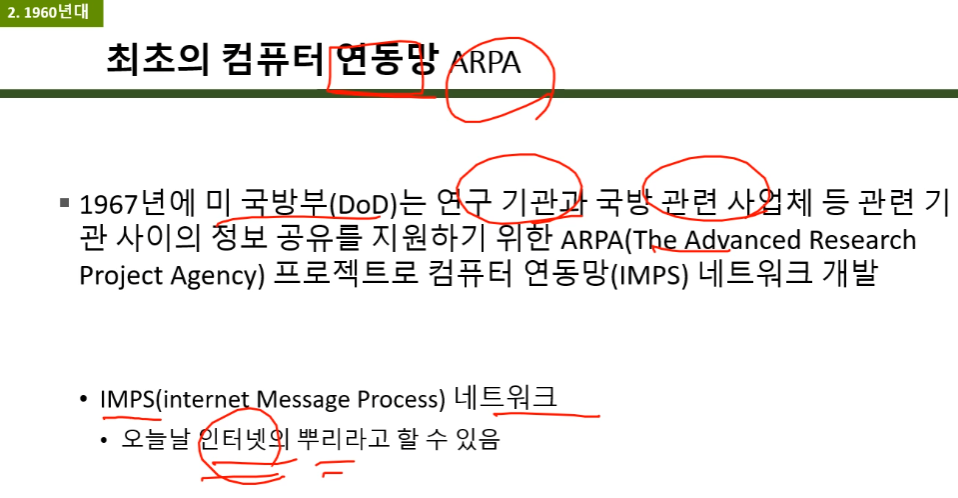 2. 1960년대
최초의 컴퓨터 연동망 ARPA
▪ 1967년에 미 국방부(DoD)는 연구 기관과 국방 관련 사업체 등 관련 기
관 사이의 정보 공유를 지원하기 위한 ARPA(The Advanced Research
Project Agency) 프로젝트로 컴퓨터 연동망(IMPS) 네트워크 개발
• IMPS(internet Message Process) 네트워크
• 오늘날 인터넷의 뿌리라고 할 수 있음